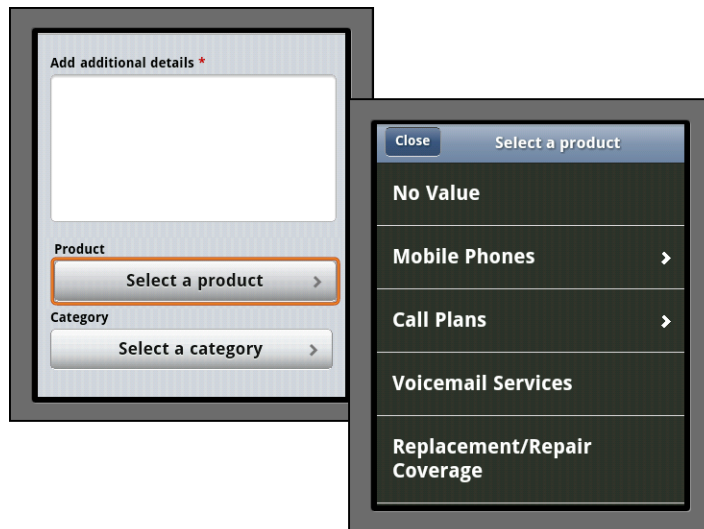 Add additional details *
Product
Select a product
Category
Select a category
Close
Select a product
No Value
Mobile Phones
Call Plans
Voicemail Services
Replacement/Repair
Coverage